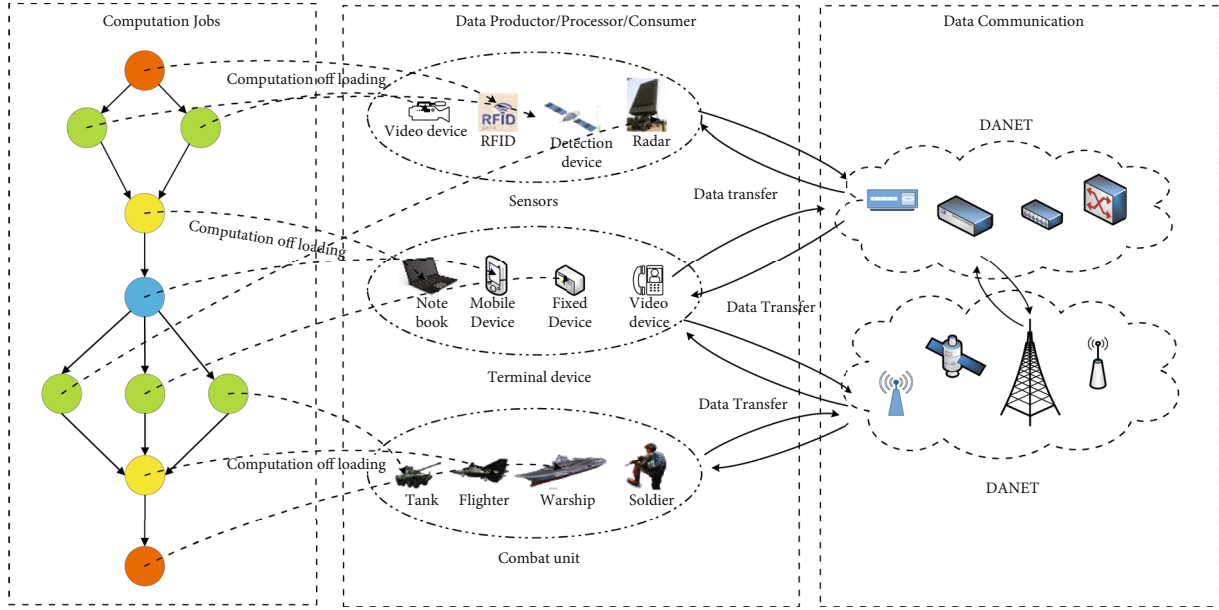 Computation Jobs
Data Productor/Processor/Consumer
Data Communication
Computation off loading
Video device
RFID
RFID
Detection
device
Radar
Sensors
DANET
Data transfer
Computation off loading
Note
book
Mobile
Device
Fixed
Device
Video
device
Data Transfer
Terminal device
Data Transfer
Computation off loading
Tank
Flighter
Warship
Soldier
Combat unit
DANET